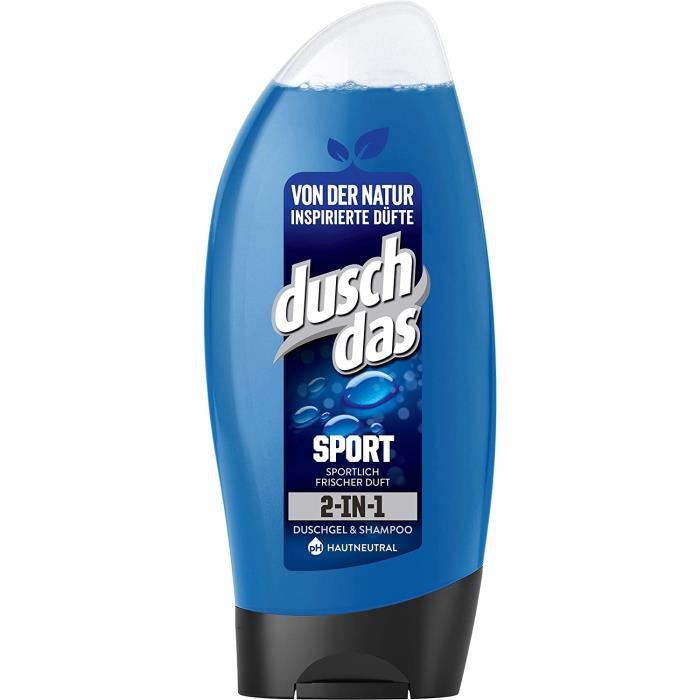 VON DER NATUR
INSPIRIERTE DÜFTE
dusch
das
SPORT
SPORTLICH
FRISCHER DUFT
2-IN-1
DUSCHGEL & SHAMPOO
pH HAUTNEUTRAL